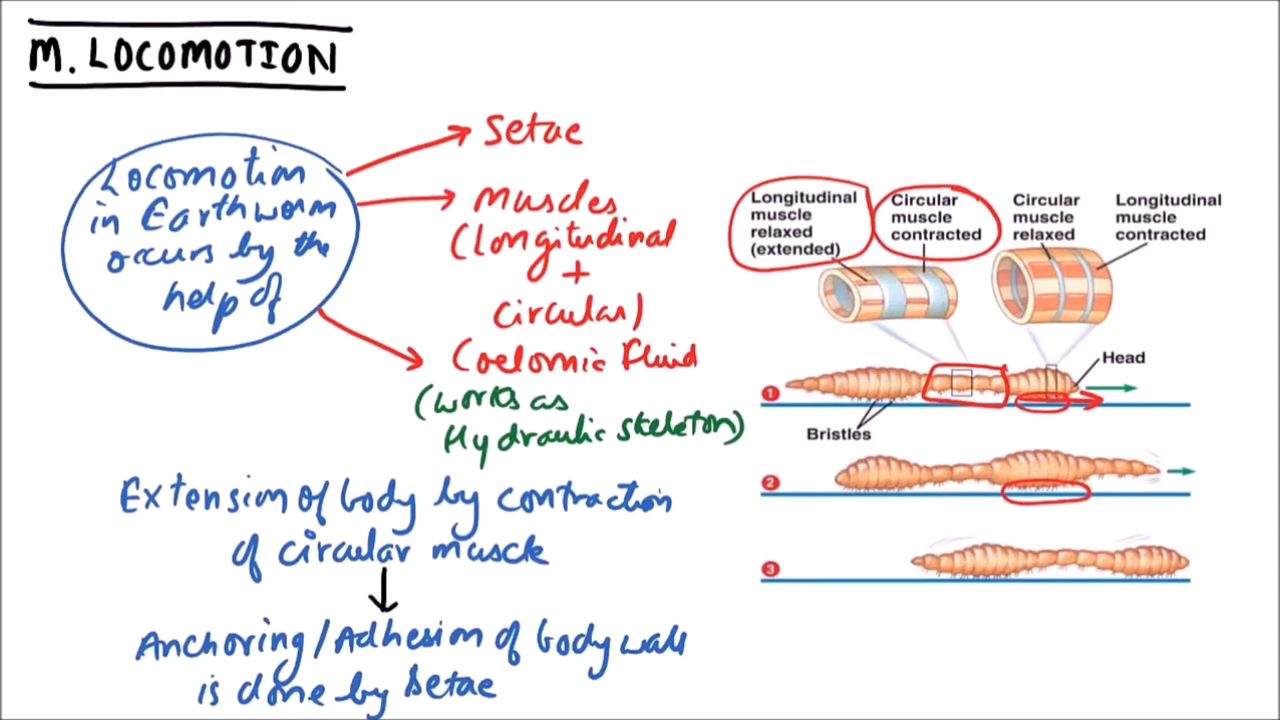 M. LOCOMOTION
Locomotion
in Earthworm
occurs by the
help of
Setae
Muscles
(longitudinal
+
circular)
Coelomic Fluid
(works as
Hydraulic skeleton)
Extension of body by contraction
of circular muscle
Anchoring/Adhesion of body wall
is done by Setae
Longitudinal
muscle
relaxed
(extended)
Circular
muscle
contracted
Circular
muscle
relaxed
Longitudinal
muscle
contracted
Head
1
Bristles
2
3